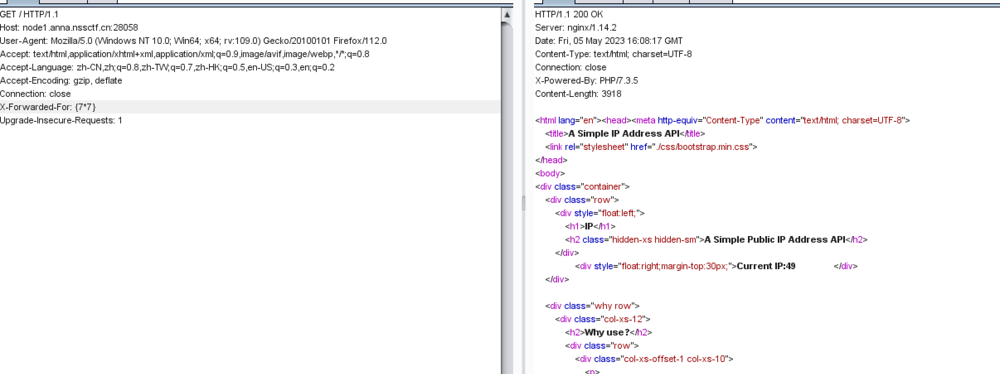 GET / HTTP/1.1
Host: node1.anna.nssctf.cn:28058
User-Agent: Mozilla/5.0 (Windows NT 10.0; Win64; x64; rv:109.0) Gecko/20100101 Firefox/112.0
Accept: text/html,application/xhtml+xml,application/xml;q=0.9,image/avif,image/webp,*/*;q=0.8
Accept-Language: zh-CN,zh;q=0.8,zh-TW;q=0.7,zh-HK;q=0.5,en-US;q=0.3,en;q=0.2
Accept-Encoding: gzip, deflate
Connection: close
X-Forwarded-For: {7*7}
Upgrade-Insecure-Requests: 1
HTTP/1.1 200 OK
Server: nginx/1.14.2
Date: Fri, 05 May 2023 16:08:17 GMT
Content-Type: text/html; charset=UTF-8
Connection: close
X-Powered-By: PHP/7.3.5
Content-Length: 3918
<html lang="en"><head><meta http-equiv="Content-Type" content="text/html; charset=UTF-8">
<title>A Simple IP Address API</title>
<link rel="stylesheet" href="./css/bootstrap.min.css">
</head>
<body>
<div class="container">
<div class="row">
<div style="float:left;">
<h1>IP</h1>
<h2 class="hidden-xs hidden-sm">A Simple Public IP Address API</h2>
</div>
<div style="float:right;margin-top:30px;">Current IP:49 </div>
</div>
<div class="why row">
<div class="col-xs-12">
<h2>Why use?</h2>
<div class="row">
<div class="col-xs-offset-1 col-xs-10">
<p>